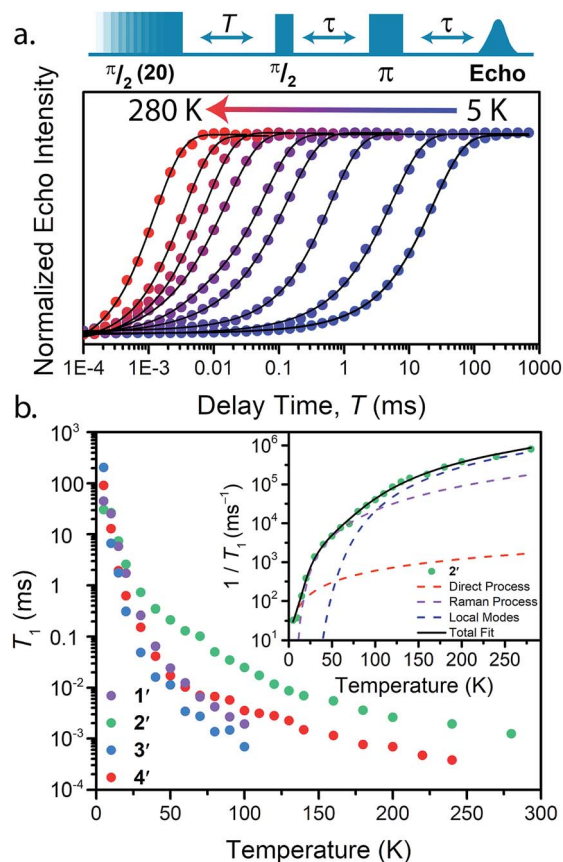 a.
T τ τ
π/2 (20) π/2 π Echo
280 K 5 K
Normalized Echo Intensity
1E-4 1E-3 0.01 0.1 1 10 100 1000
Delay Time, T (ms)
b.
T1 (ms)
10³
100
10
1
0.1
10⁻²
10⁻³
10⁻⁴
1′
2′
3′
4′
0 50 100 150 200 250 300
Temperature (K)
1 / T1 (ms⁻¹)
10⁶
10⁵
10⁴
10³
10²
10¹
2′
Direct Process
Raman Process
Local Modes
Total Fit
0 50 100 150 200 250
Temperature (K)